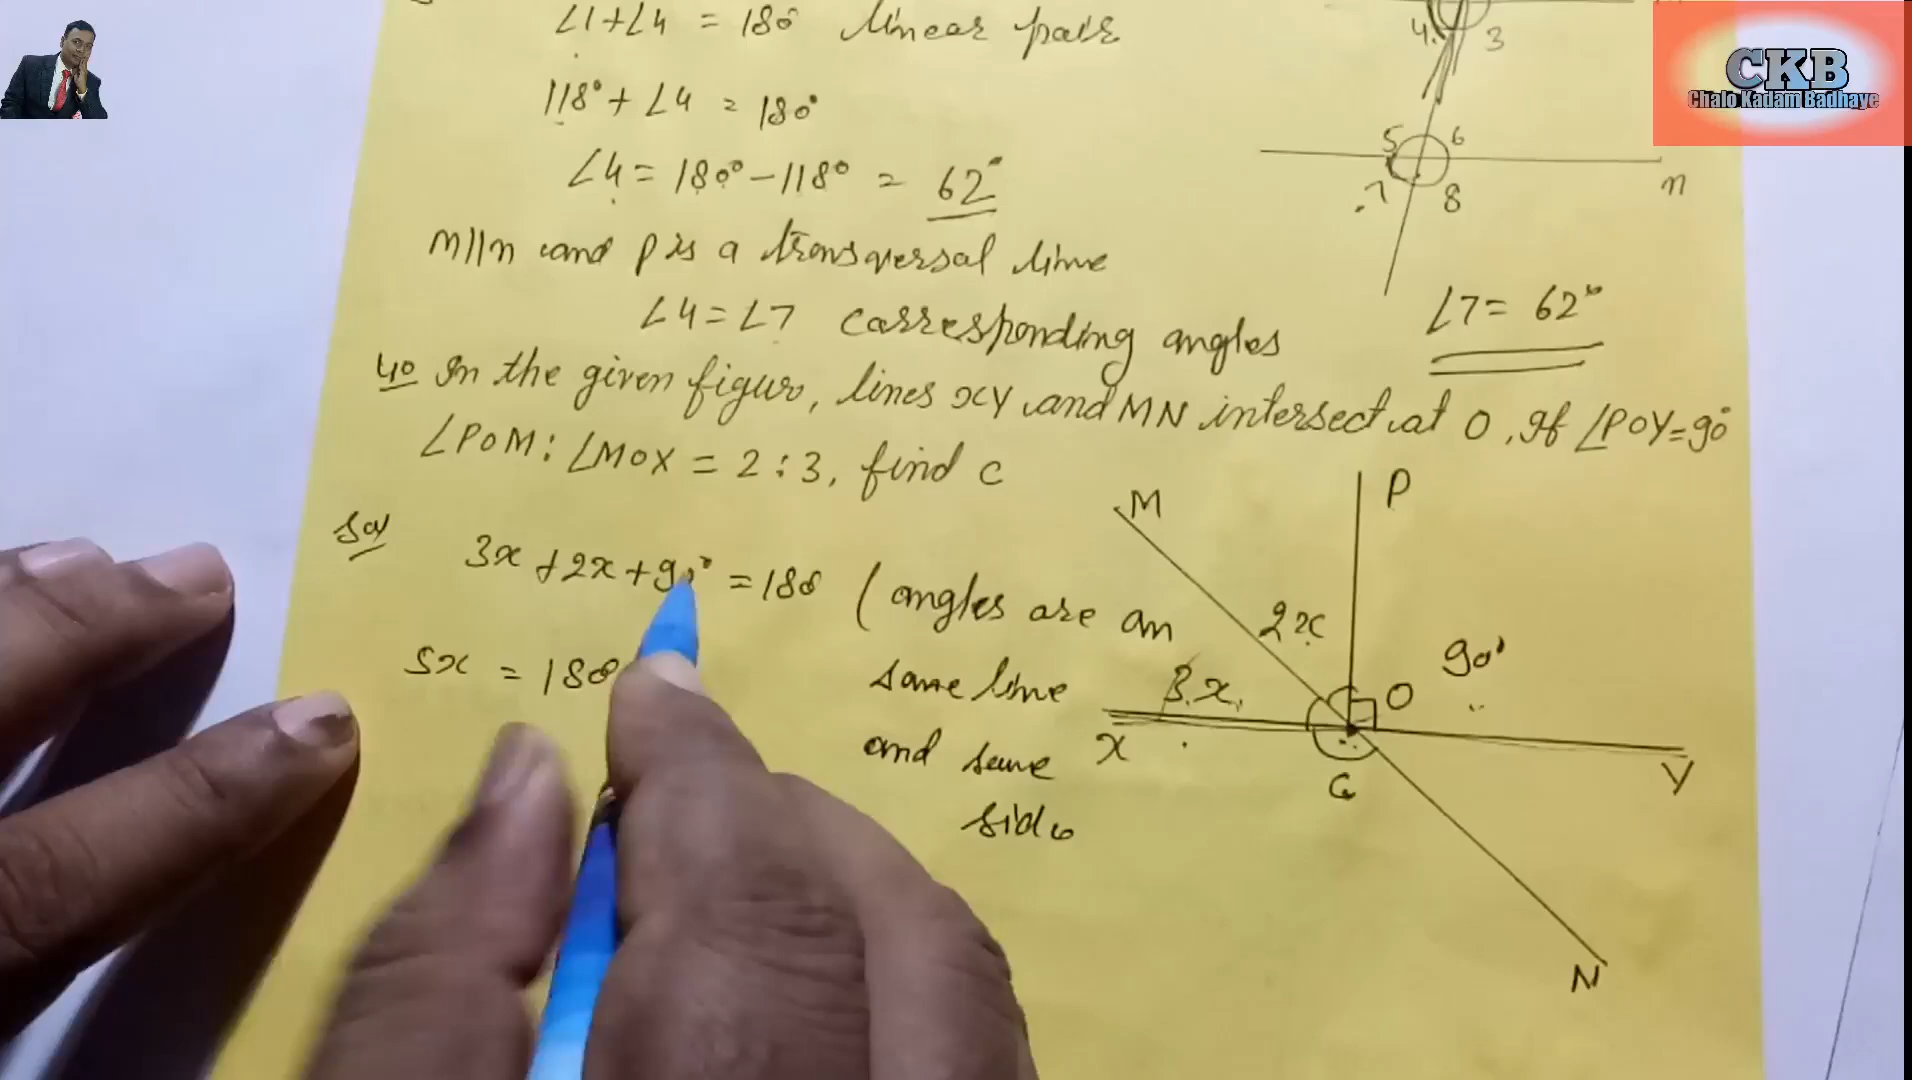 ∠1+∠4 = 180 linear pair
118°+ ∠4 = 180°
∠4 = 180° - 118° = 62°
m||n and P is a transversal line
∠4 = ∠7 carresponding angles
∠7 = 62°
40 In the given figur, lines XY and MN intersect at O, If ∠POY=90°
∠POM : ∠MOX = 2 : 3, find c
Sol
3x + 2x + 90° = 180 (angles are an
same line
and same
side
5x = 180
4
3
5
6
7
8
n
M
P
2x
90°
3x
O
X
Y
C
N
CKB
Chalo Kadam Badhaye